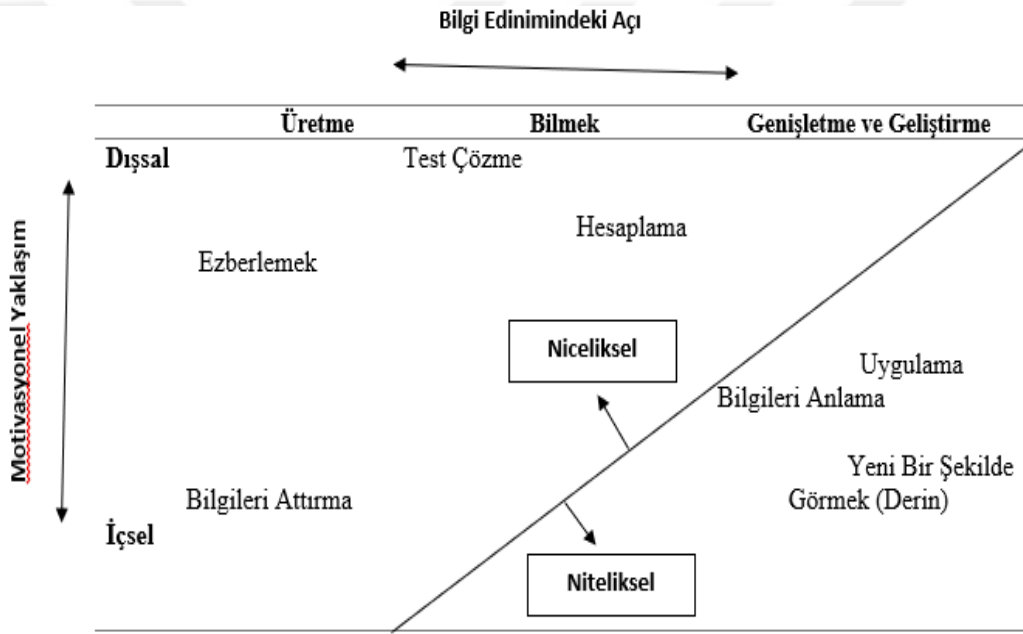 Bilgi Edinimindeki Açı
Üretme Bilmek Genişletme ve Geliştirme
Dışsal Test Çözme
Hesaplama
Ezberlemek
Motivasyonel Yaklaşım
Niceliksel
Uygulama
Bilgileri Anlama
Yeni Bir Şekilde
Görmek (Derin)
Bilgileri Attırma
İçsel
Niteliksel